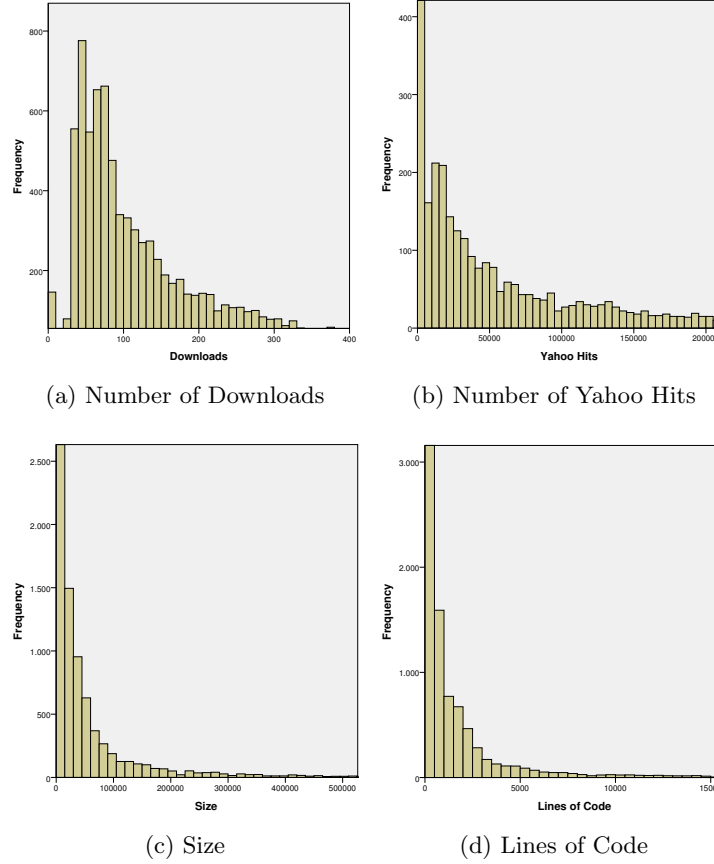 800
600
400
200
Frequency
0 100 200 300 400
Downloads
(a) Number of Downloads
400
300
200
100
0
Frequency
0 50000 100000 150000 20000
Yahoo Hits
(b) Number of Yahoo Hits
2.500
2.000
1.500
1.000
500
0
Frequency
0 100000 200000 300000 400000 500000
Size
(c) Size
3.000
2.000
1.000
0
Frequency
0 5000 10000 1500
Lines of Code
(d) Lines of Code